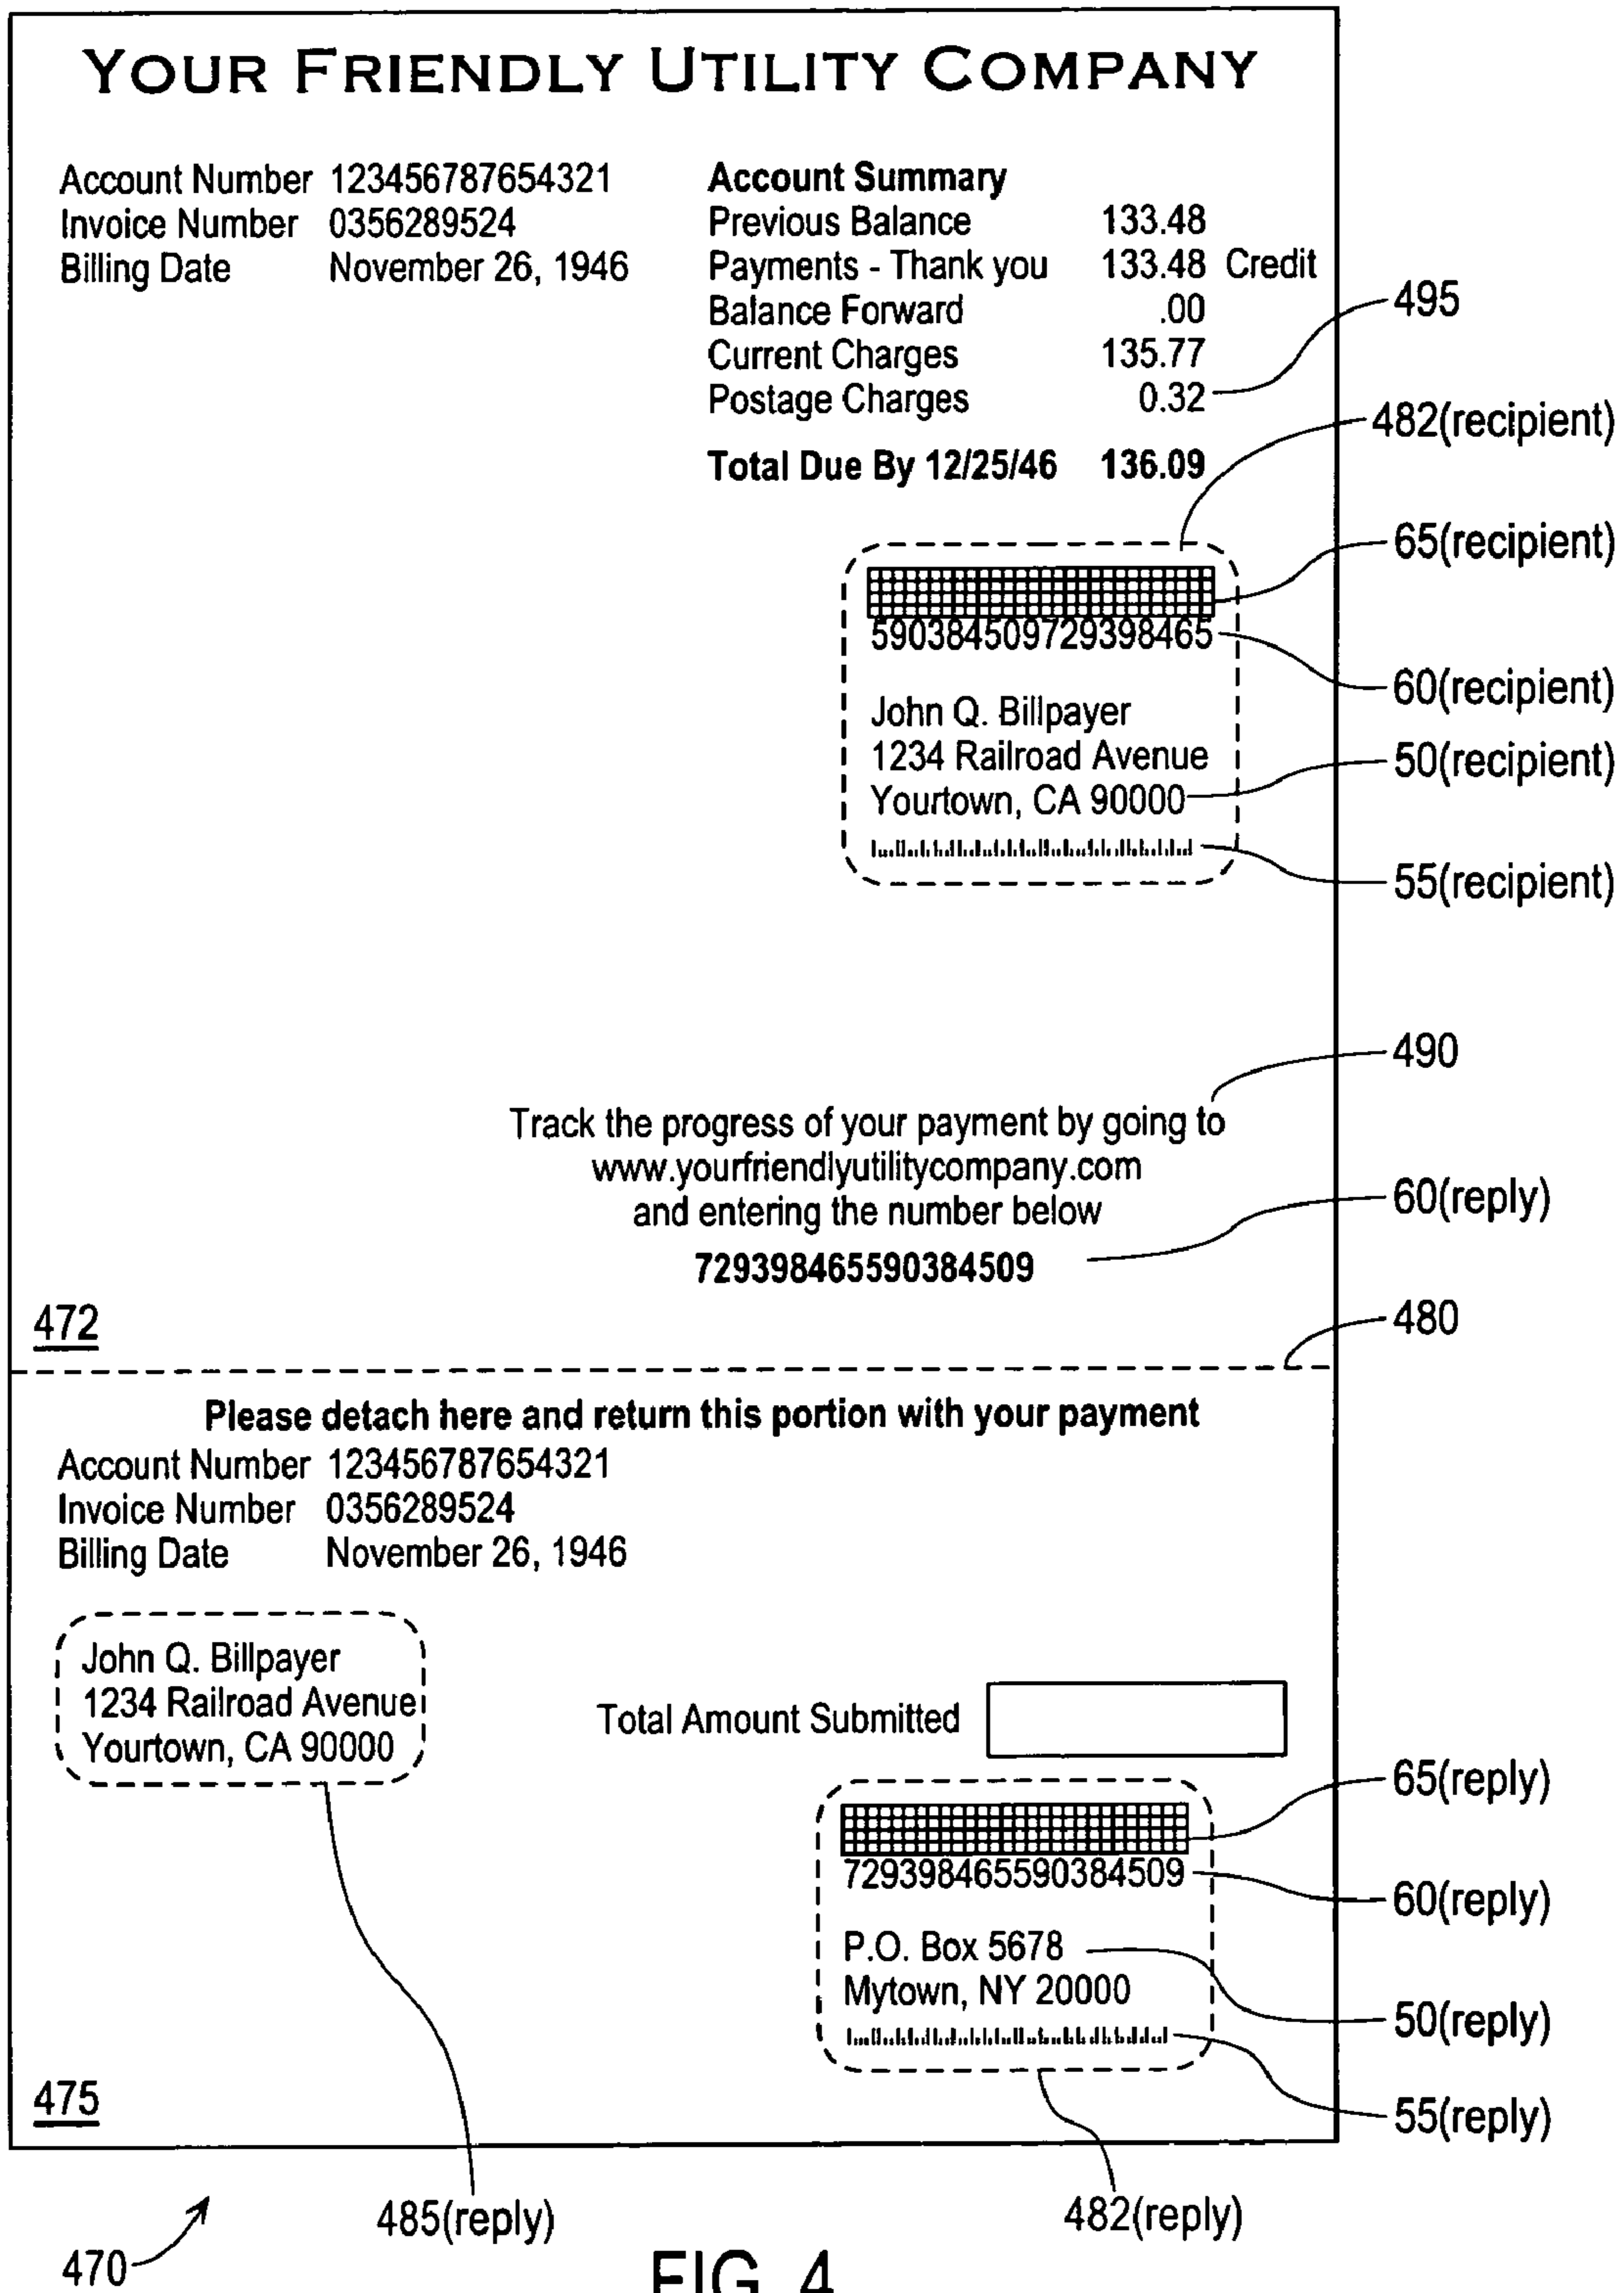 YOUR FRIENDLY UTILITY COMPANY
Account Number 123456787654321
Invoice Number 0356289524
Billing Date November 26, 1946
Account Summary
Previous Balance 133.48
Payments - Thank you 133.48 Credit
Balance Forward .00
Current Charges 135.77
Postage Charges 0.32
Total Due By 12/25/46 136.09
495
482(recipient)
65(recipient)
590384509729398465
60(recipient)
John Q. Billpayer
1234 Railroad Avenue
Yourtown, CA 90000
50(recipient)
55(recipient)
490
Track the progress of your payment by going to
www.yourfriendlyutilitycompany.com
and entering the number below
729398465590384509
60(reply)
472
480
Please detach here and return this portion with your payment
Account Number 123456787654321
Invoice Number 0356289524
Billing Date November 26, 1946
John Q. Billpayer
1234 Railroad Avenue
Yourtown, CA 90000
Total Amount Submitted
65(reply)
729398465590384509
60(reply)
P.O. Box 5678
Mytown, NY 20000
50(reply)
55(reply)
475
485(reply)
482(reply)
470
FIG. 4